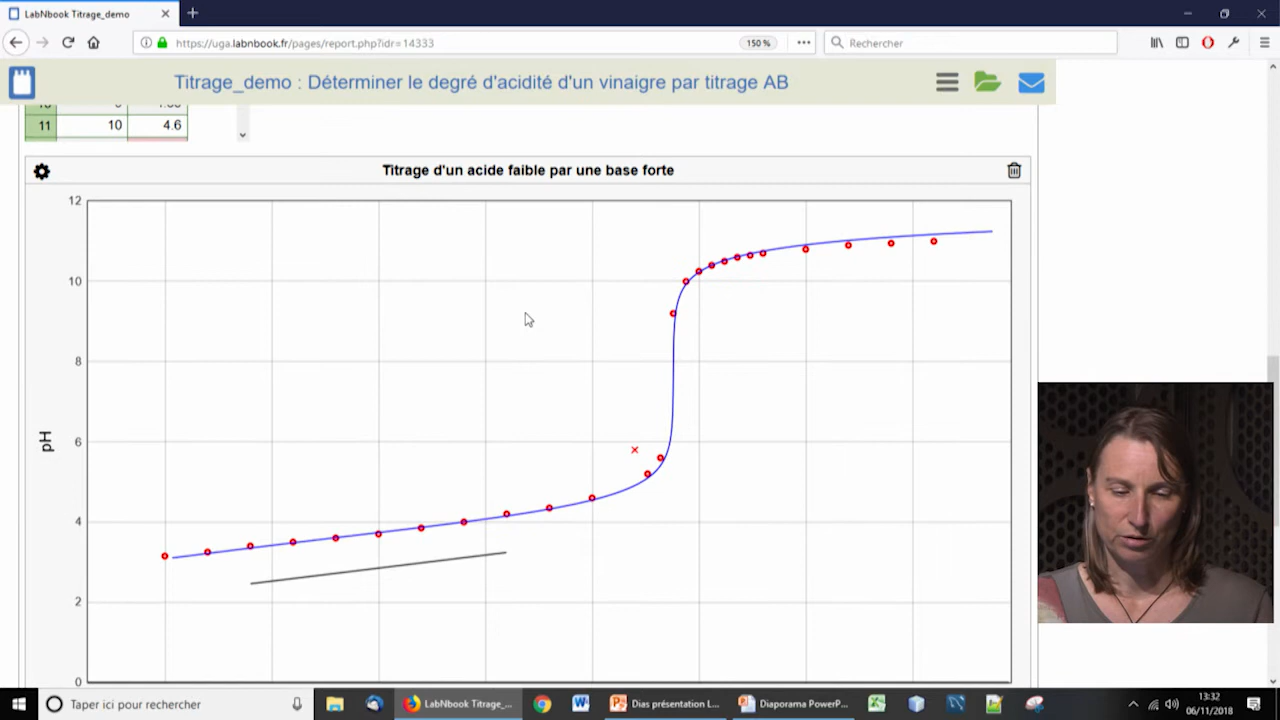 LabNbook Titrage_demo
https://uga.labnbook.fr/pages/report.php?idr=14333
150 %
Rechercher
Titrage_demo : Déterminer le degré d'acidité d'un vinaigre par titrage AB
11 10 4.6
Titrage d'un acide faible par une base forte
12
10
8
6
4
2
0
pH
Taper ici pour rechercher
LabNbook Titrage_...
Dias présentation L...
Diaporama PowerP...
13:32
06/11/2018